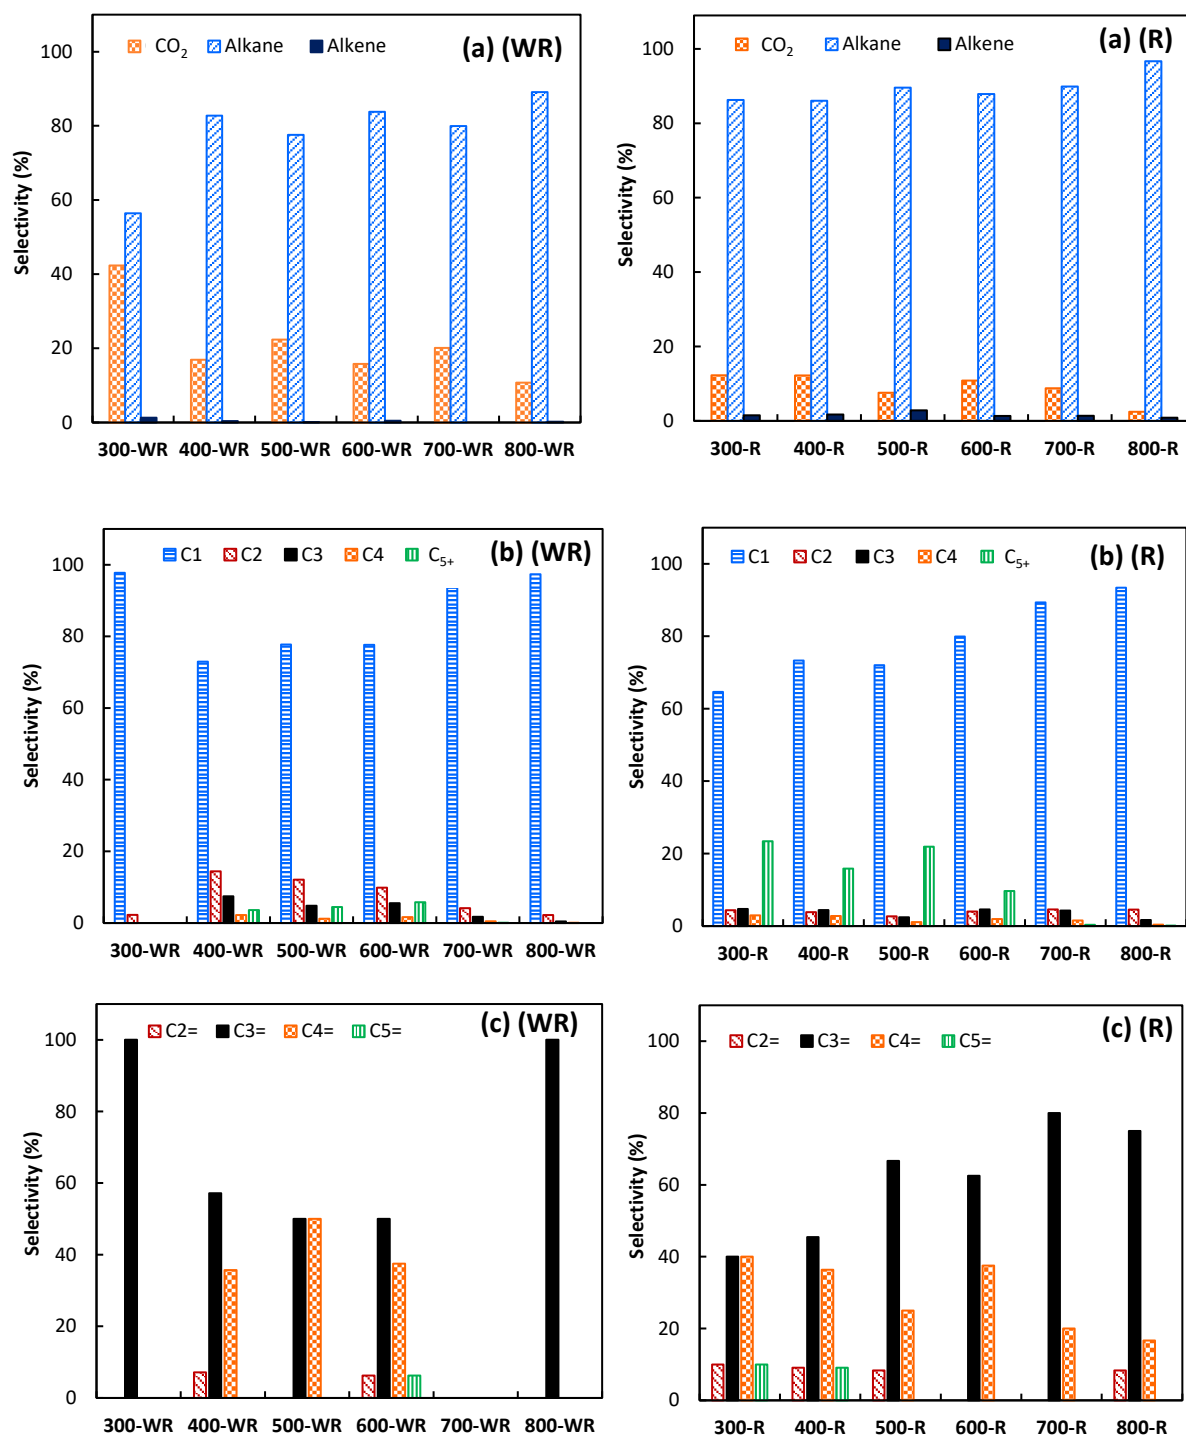 CO2 Alkane Alkene (a) (WR)
Selectivity (%)
100
80
60
40
20
0
300-WR 400-WR 500-WR 600-WR 700-WR 800-WR
CO2 Alkane Alkene (a) (R)
Selectivity (%)
100
80
60
40
20
0
300-R 400-R 500-R 600-R 700-R 800-R
C1 C2 C3 C4 C5+ (b) (WR)
Selectivity (%)
100
80
60
40
20
0
300-WR 400-WR 500-WR 600-WR 700-WR 800-WR
C1 C2 C3 C4 C5+ (b) (R)
Selectivity (%)
100
80
60
40
20
0
300-R 400-R 500-R 600-R 700-R 800-R
C2= C3= C4= C5= (c) (WR)
Selectivity (%)
100
80
60
40
20
0
300-WR 400-WR 500-WR 600-WR 700-WR 800-WR
C2= C3= C4= C5= (c) (R)
Selectivity (%)
100
80
60
40
20
0
300-R 400-R 500-R 600-R 700-R 800-R